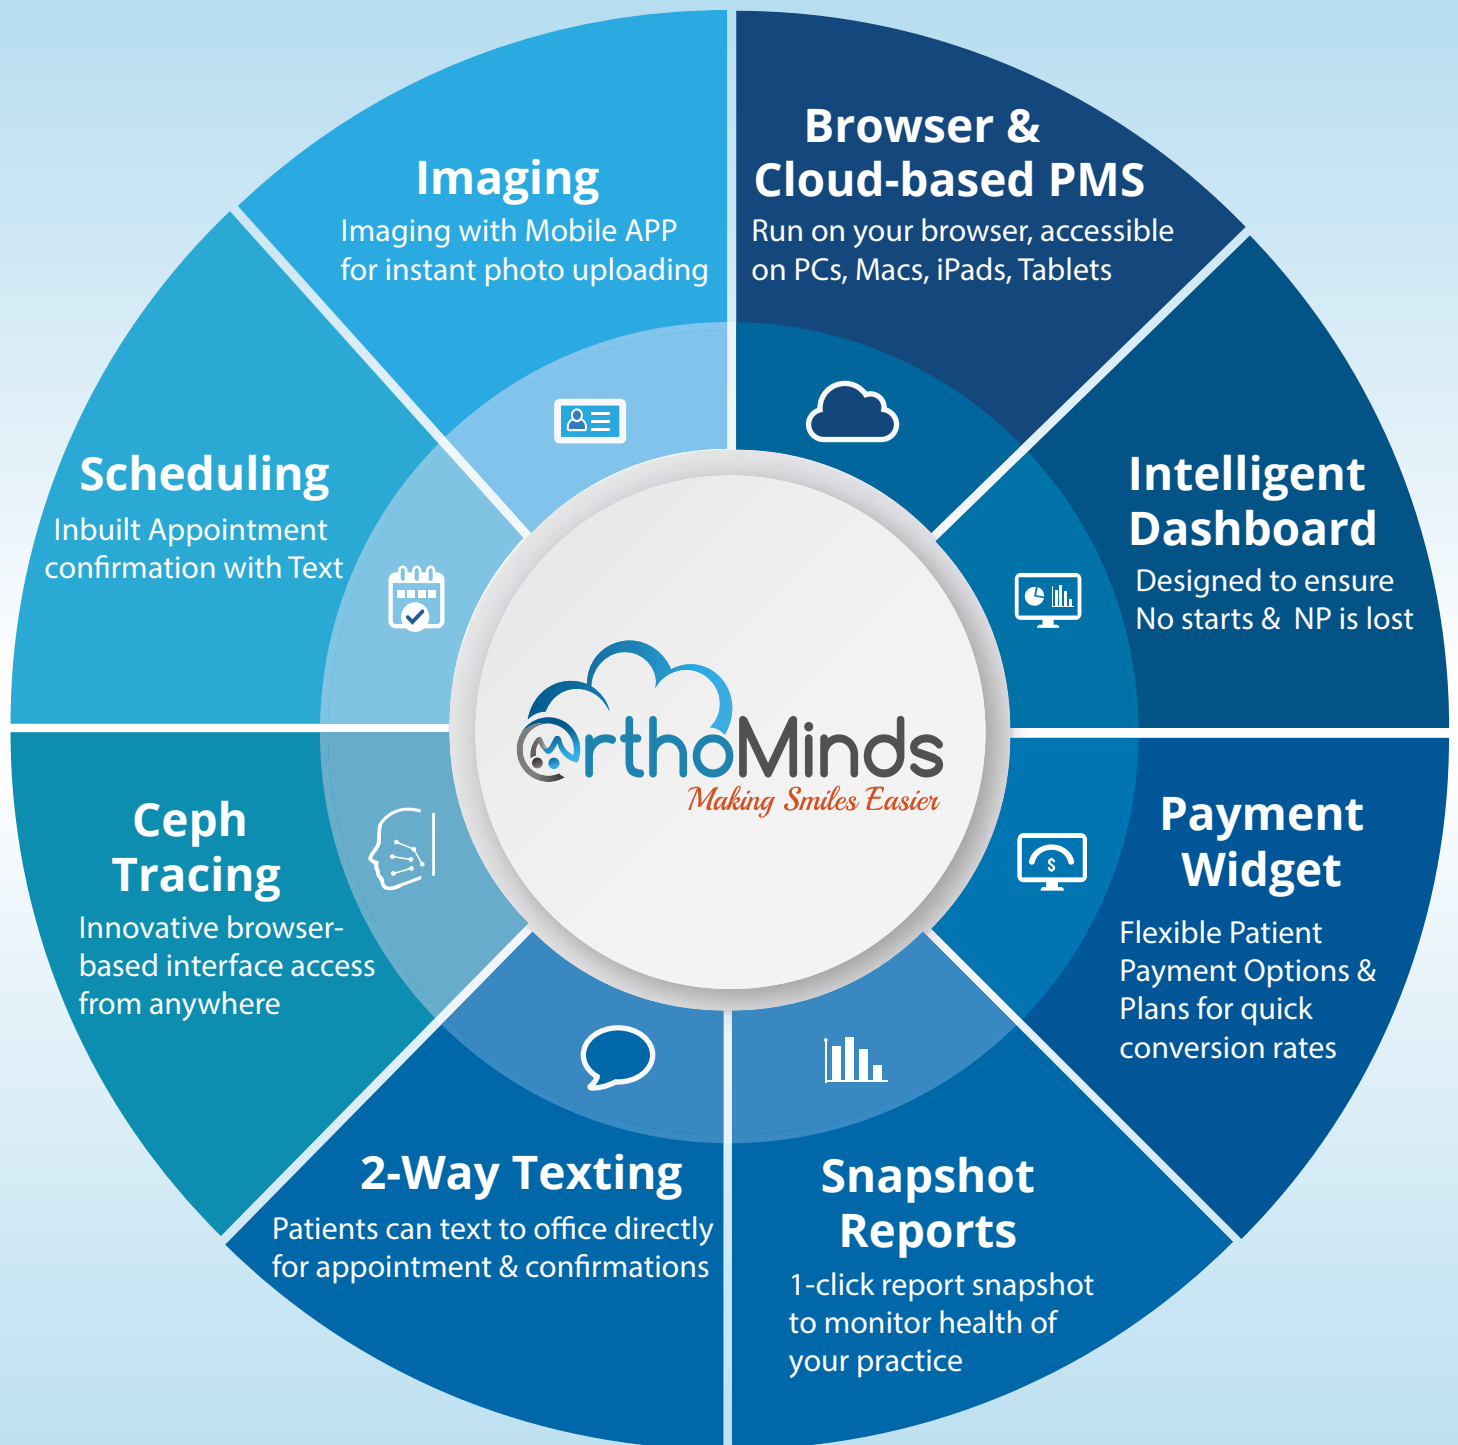 Imaging
Imaging with Mobile APP
for instant photo uploading
Browser &
Cloud-based PMS
Run on your browser, accessible
on PCs, Macs, iPads, Tablets
Intelligent
Dashboard
Designed to ensure
No starts & NP is lost
Payment
Widget
Flexible Patient
Payment Options &
Plans for quick
conversion rates
Snapshot
Reports
1-click report snapshot
to monitor health of
your practice
2-Way Texting
Patients can text to office directly
for appointment & confirmations
Ceph
Tracing
Innovative browser-
based interface access
from anywhere
Scheduling
Inbuilt Appointment
confirmation with Text
OrthoMinds
Making Smiles Easier
$